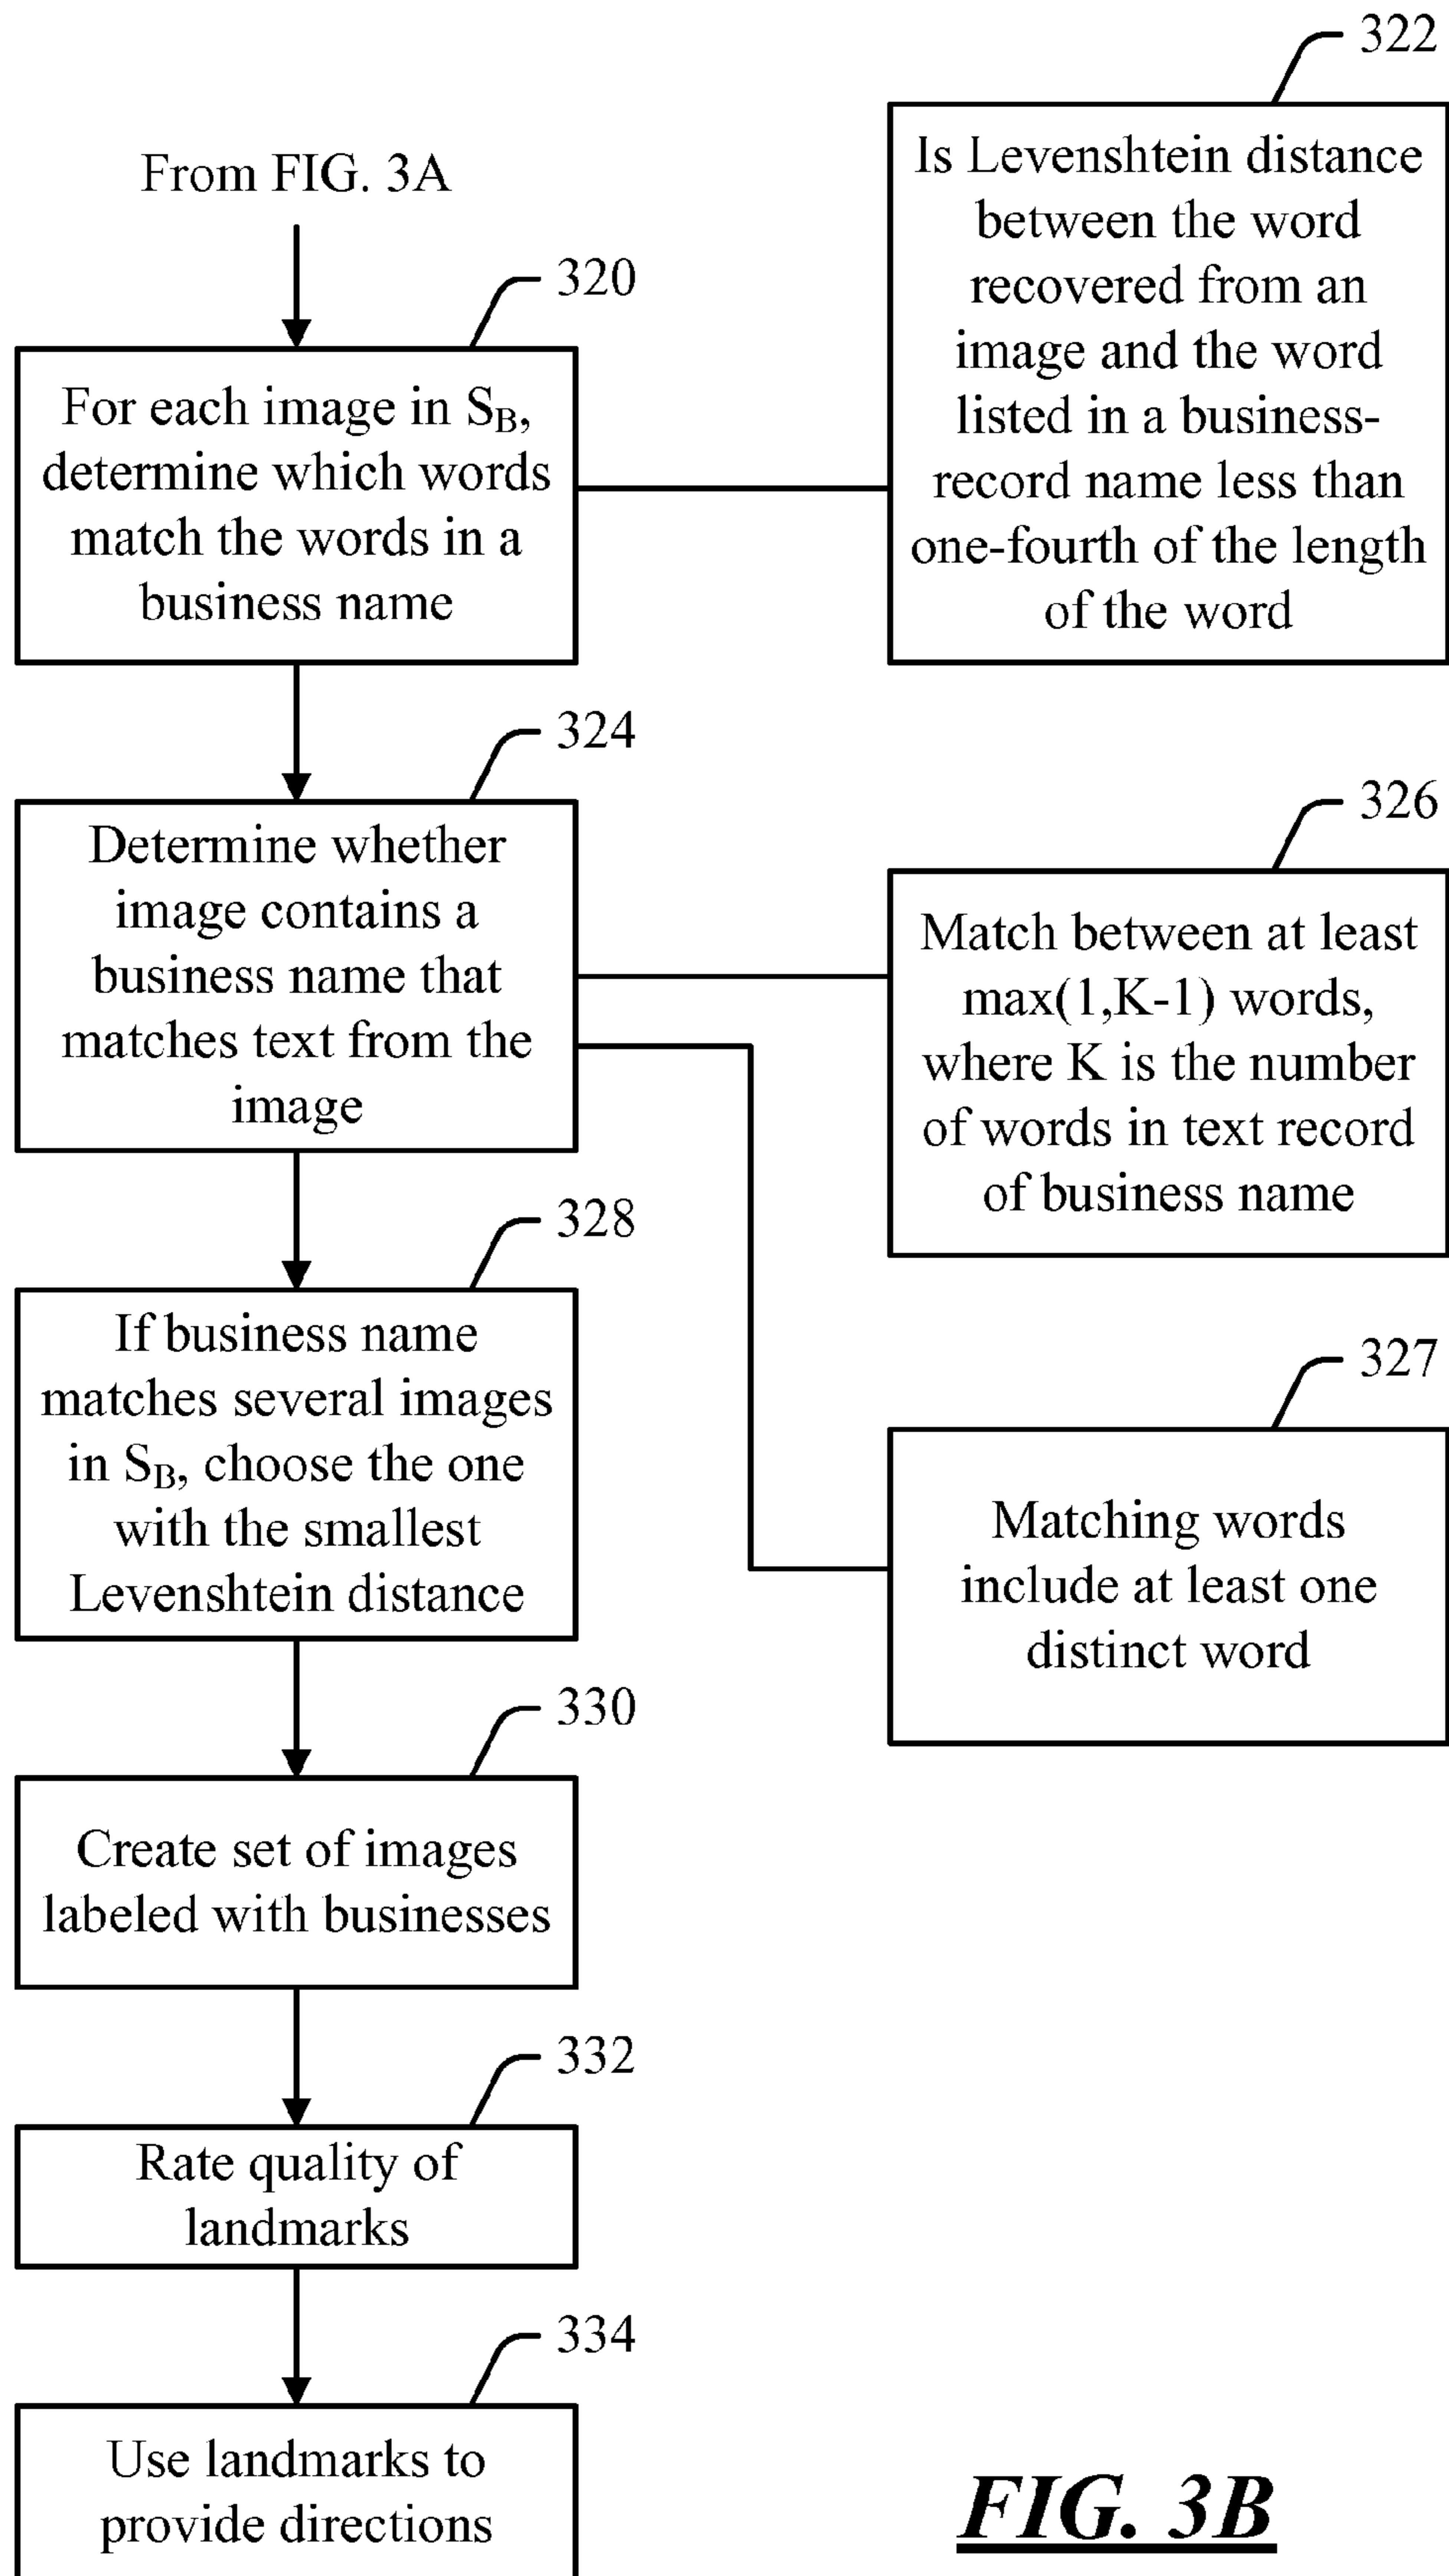 322
Is Levenshtein distance
between the word
recovered from an
image and the word
listed in a business-
record name less than
one-fourth of the length
of the word
From FIG. 3A
320
For each image in S_B,
determine which words
match the words in a
business name
324
Determine whether
image contains a
business name that
matches text from the
image
326
Match between at least
max(1,K-1) words,
where K is the number
of words in text record
of business name
328
If business name
matches several images
in S_B, choose the one
with the smallest
Levenshtein distance
327
Matching words
include at least one
distinct word
330
Create set of images
labeled with businesses
332
Rate quality of
landmarks
334
Use landmarks to
provide directions
FIG. 3B